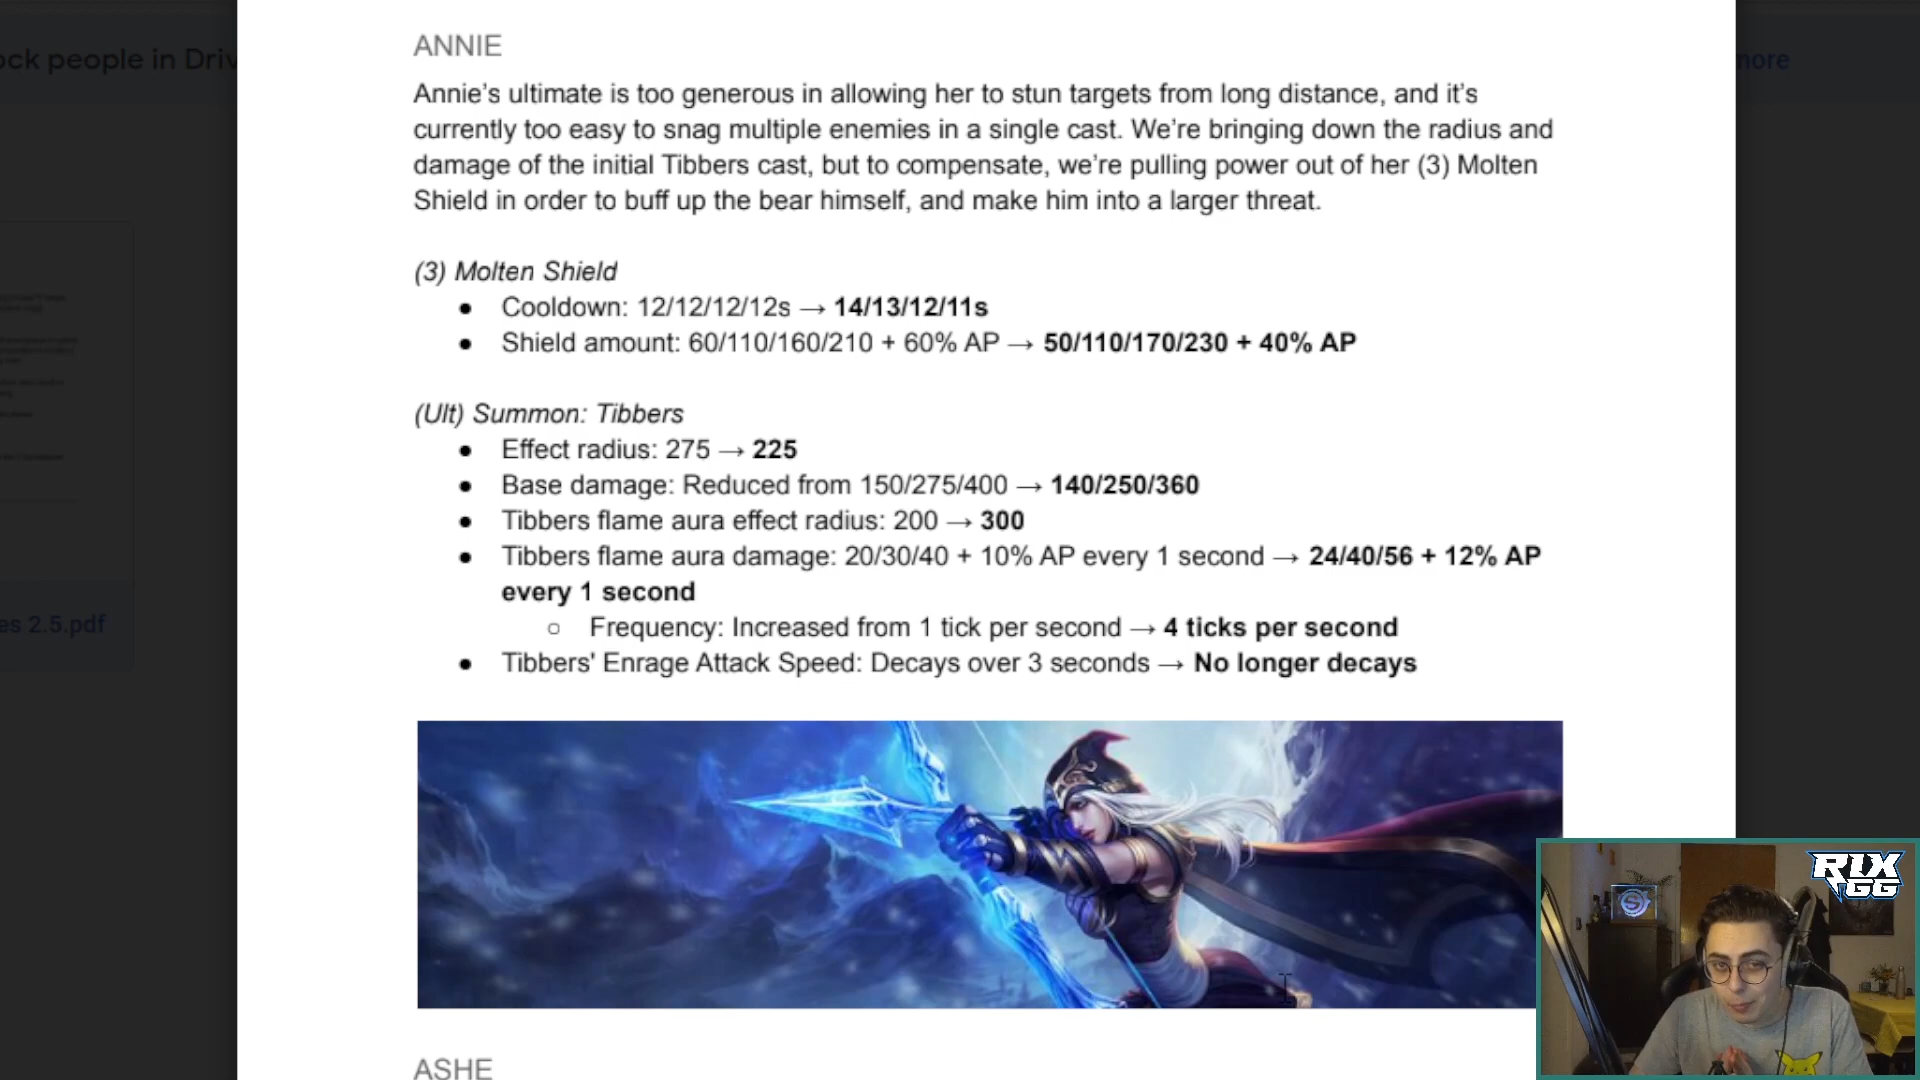 ock people in Driv
more
ANNIE
Annie’s ultimate is too generous in allowing her to stun targets from long distance, and it’s
currently too easy to snag multiple enemies in a single cast. We’re bringing down the radius and
damage of the initial Tibbers cast, but to compensate, we’re pulling power out of her (3) Molten
Shield in order to buff up the bear himself, and make him into a larger threat.
(3) Molten Shield
● Cooldown: 12/12/12/12s → 14/13/12/11s
● Shield amount: 60/110/160/210 + 60% AP → 50/110/170/230 + 40% AP
(Ult) Summon: Tibbers
● Effect radius: 275 → 225
● Base damage: Reduced from 150/275/400 → 140/250/360
● Tibbers flame aura effect radius: 200 → 300
● Tibbers flame aura damage: 20/30/40 + 10% AP every 1 second → 24/40/56 + 12% AP
every 1 second
○ Frequency: Increased from 1 tick per second → 4 ticks per second
● Tibbers' Enrage Attack Speed: Decays over 3 seconds → No longer decays
es 2.5.pdf
RIX
GG
ASHE